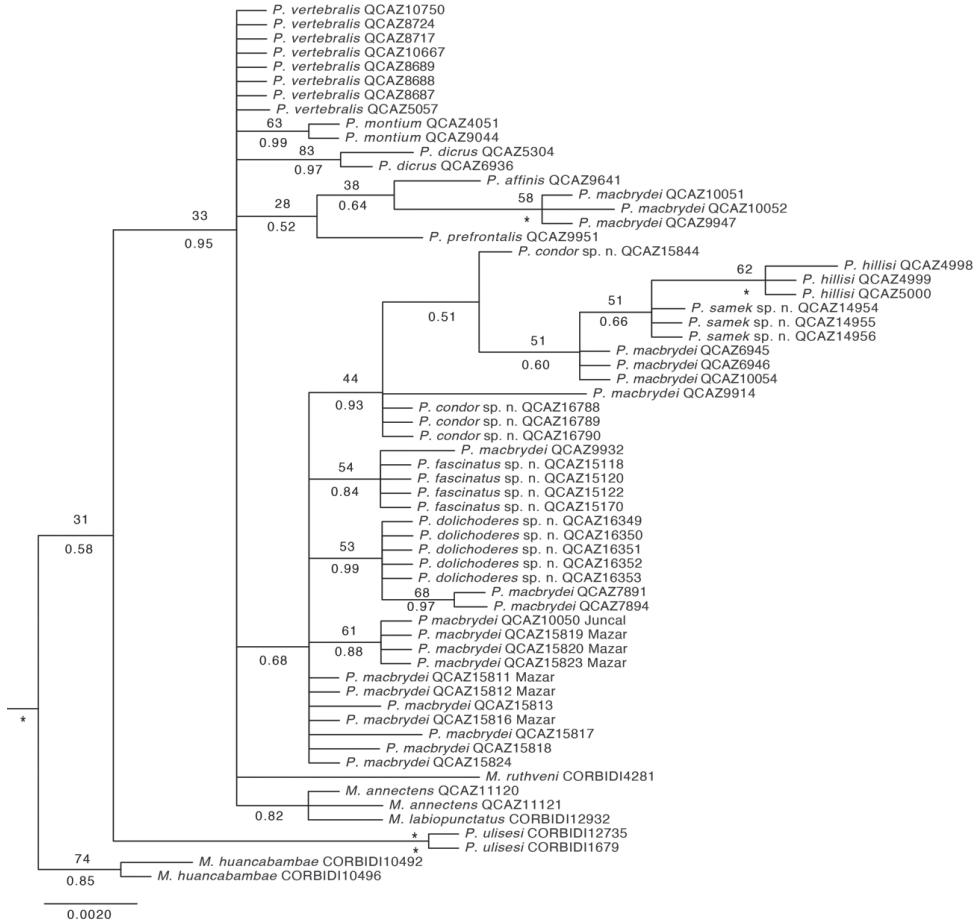 P. vertebralis QCAZ10750
P. vertebralis QCAZ8724
P. vertebralis QCAZ8717
P. vertebralis QCAZ10667
P. vertebralis QCAZ8689
P. vertebralis QCAZ8688
P. vertebralis QCAZ8687
P. vertebralis QCAZ5057
63
P. montium QCAZ4051
0.99
P. montium QCAZ9044
83
P. dicrus QCAZ5304
0.97
P. dicrus QCAZ6936
38
P. affinis QCAZ9641
0.64
58
P. macbrydei QCAZ10051
P. macbrydei QCAZ10052
*
P. macbrydei QCAZ9947
28
0.52
P. prefrontalis QCAZ9951
33
0.95
P. condor sp. n. QCAZ15844
62
P. hillisi QCAZ4998
P. hillisi QCAZ4999
*
P. hillisi QCAZ5000
51
0.66
P. samek sp. n. QCAZ14954
P. samek sp. n. QCAZ14955
P. samek sp. n. QCAZ14956
0.51
51
0.60
P. macbrydei QCAZ6945
P. macbrydei QCAZ6946
P. macbrydei QCAZ10054
44
0.93
P. macbrydei QCAZ9914
P. condor sp. n. QCAZ16788
P. condor sp. n. QCAZ16789
P. condor sp. n. QCAZ16790
P. macbrydei QCAZ9932
54
0.84
P. fascinatus sp. n. QCAZ15118
P. fascinatus sp. n. QCAZ15120
P. fascinatus sp. n. QCAZ15122
P. fascinatus sp. n. QCAZ15170
P. dolichoderes sp. n. QCAZ16349
P. dolichoderes sp. n. QCAZ16350
53
0.99
P. dolichoderes sp. n. QCAZ16351
P. dolichoderes sp. n. QCAZ16352
P. dolichoderes sp. n. QCAZ16353
68
P. macbrydei QCAZ7891
0.97
P. macbrydei QCAZ7894
31
0.58
P macbrydei QCAZ10050 Juncal
61
P. macbrydei QCAZ15819 Mazar
0.88
P. macbrydei QCAZ15820 Mazar
P. macbrydei QCAZ15823 Mazar
0.68
P. macbrydei QCAZ15811 Mazar
P. macbrydei QCAZ15812 Mazar
P. macbrydei QCAZ15813
P. macbrydei QCAZ15816 Mazar
P. macbrydei QCAZ15817
P. macbrydei QCAZ15818
P. macbrydei QCAZ15824
*
M. ruthveni CORBIDI4281
M. annectens QCAZ11120
0.82
M. annectens QCAZ11121
M. labiopunctatus CORBIDI12932
*
P. ulisesi CORBIDI12735
*
P. ulisesi CORBIDI1679
74
M. huancabambae CORBIDI10492
0.85
M. huancabambae CORBIDI10496
0.0020